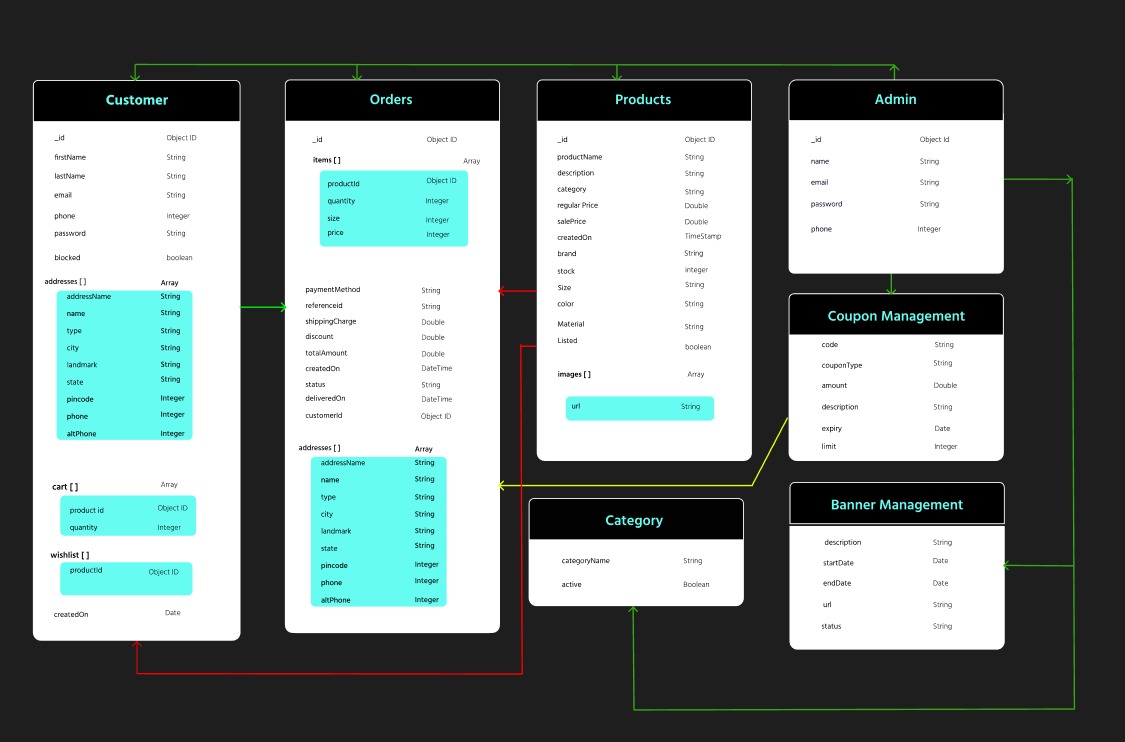 Customer
_id Object ID
firstName String
lastName String
email String
phone Integer
password String
blocked boolean
addresses [ ] Array
addressName String
name String
type String
city String
landmark String
state String
pincode Integer
phone Integer
altPhone Integer
cart [ ] Array
product id Object ID
quantity Integer
wishlist [ ]
productId Object ID
createdOn Date
Orders
_id Object ID
items [ ] Array
productId Object ID
quantity Integer
size Integer
price Integer
paymentMethod String
referenceid String
shippingCharge Double
discount Double
totalAmount Double
createdOn DateTime
status String
deliveredOn DateTime
customerId Object ID
addresses [ ] Array
addressName String
name String
type String
city String
landmark String
state String
pincode Integer
phone Integer
altPhone Integer
Products
_id Object ID
productName String
description String
category String
regular Price Double
salePrice Double
createdOn TimeStamp
brand String
stock integer
Size String
color String
Material String
Listed boolean
images [ ] Array
url String
Category
categoryName String
active Boolean
Admin
_id Object Id
name String
email String
password String
phone Integer
Coupon Management
code String
couponType String
amount Double
description String
expiry Date
limit Integer
Banner Management
description String
startDate Date
endDate Date
url String
status String